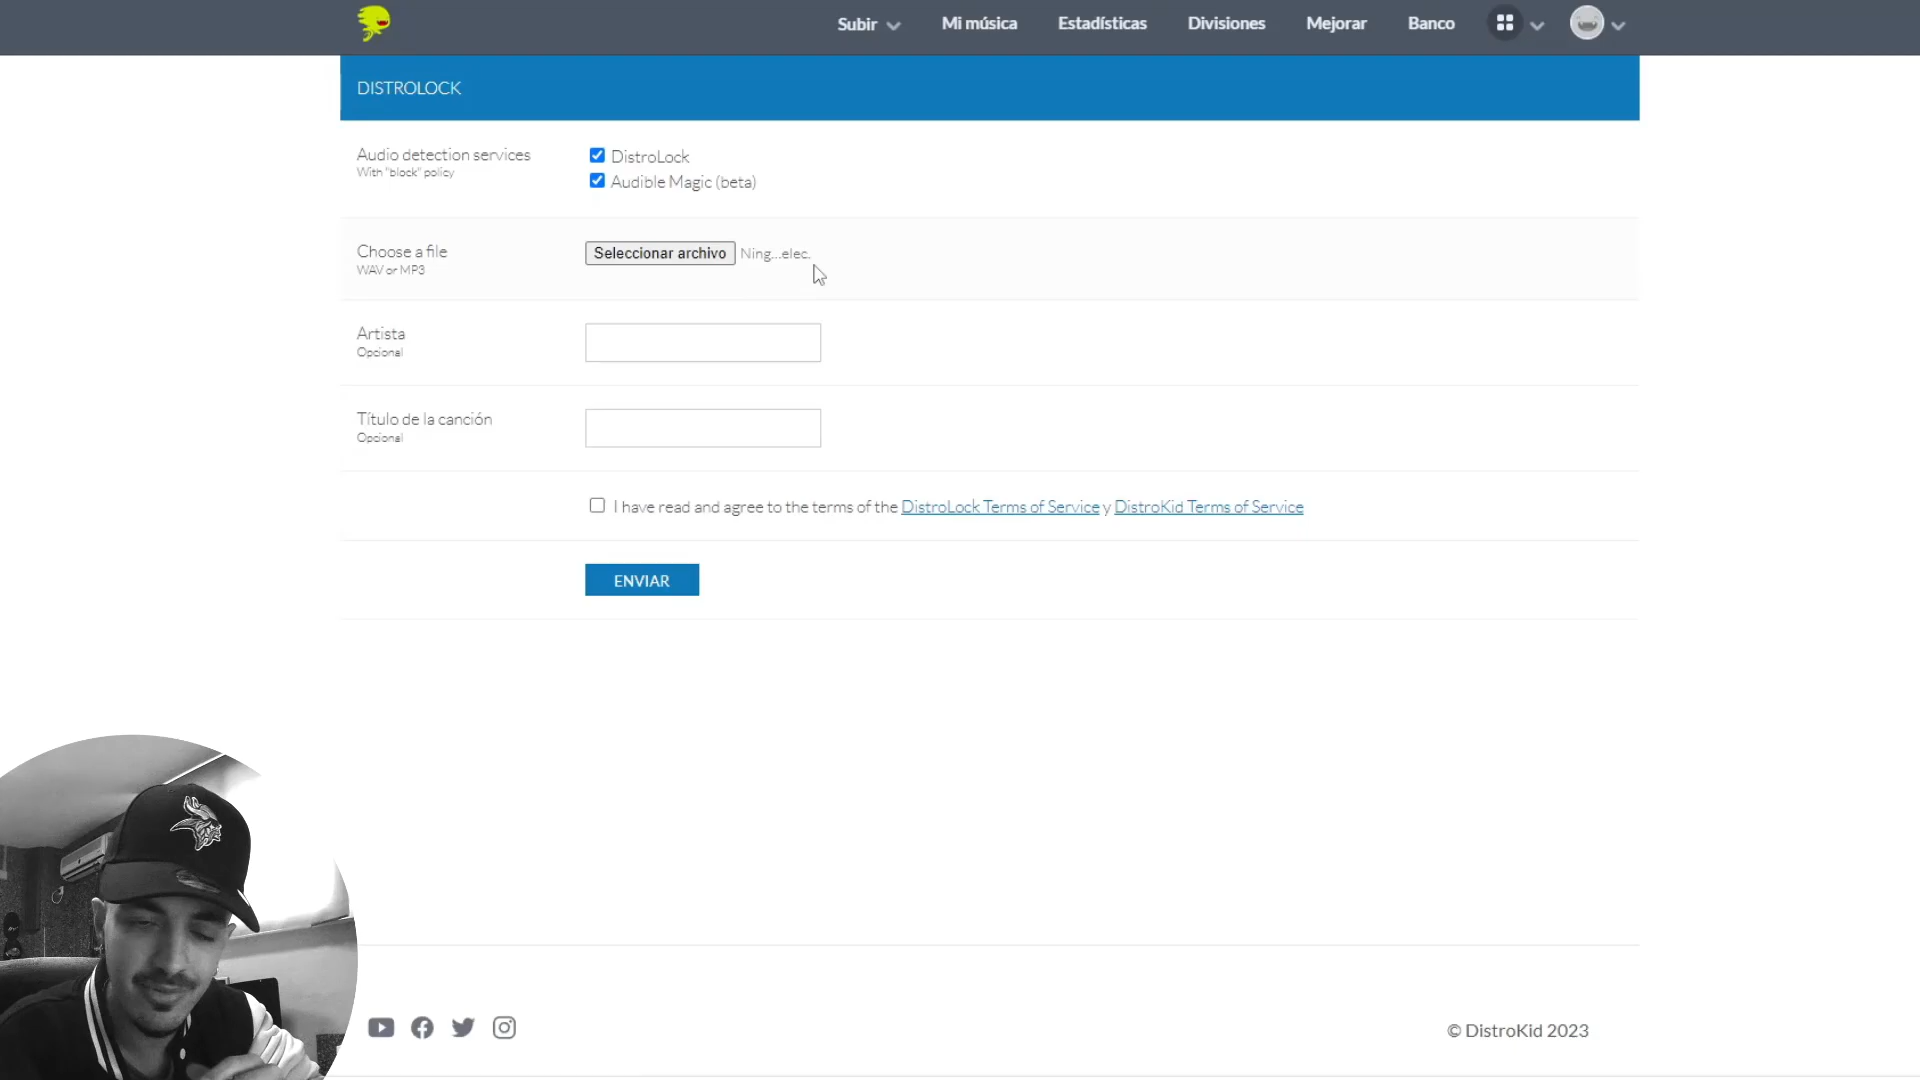 Subir Mi música Estadísticas Divisiones Mejorar Banco
DISTROLOCK
Audio detection services
With "block" policy
DistroLock
Audible Magic (beta)
Choose a file
WAV or MP3
Seleccionar archivo Ning...elec.
Artista
Opcional
Título de la canción
Opcional
I have read and agree to the terms of the DistroLock Terms of Service y DistroKid Terms of Service
ENVIAR
© DistroKid 2023